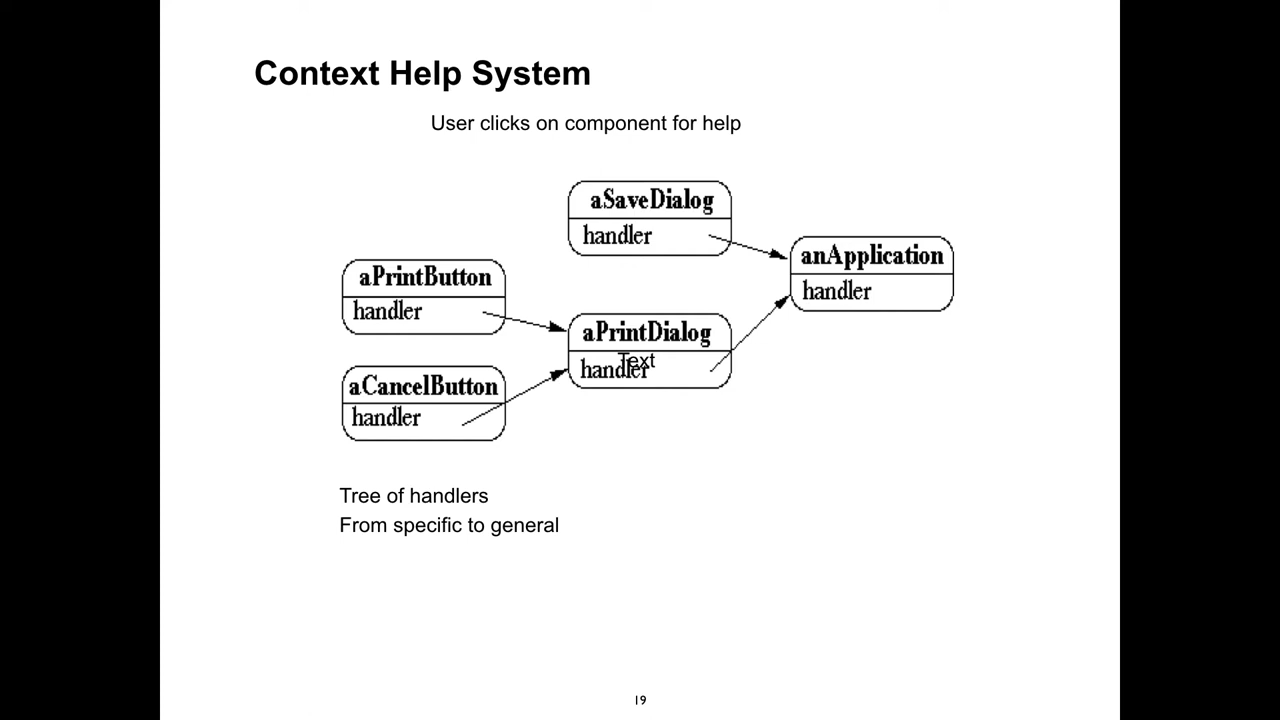 Context Help System
User clicks on component for help
aSaveDialog
handler
anApplication
handler
aPrintButton
handler
aPrintDialog
handler
Text
aCancelButton
handler
Tree of handlers
From specific to general
19